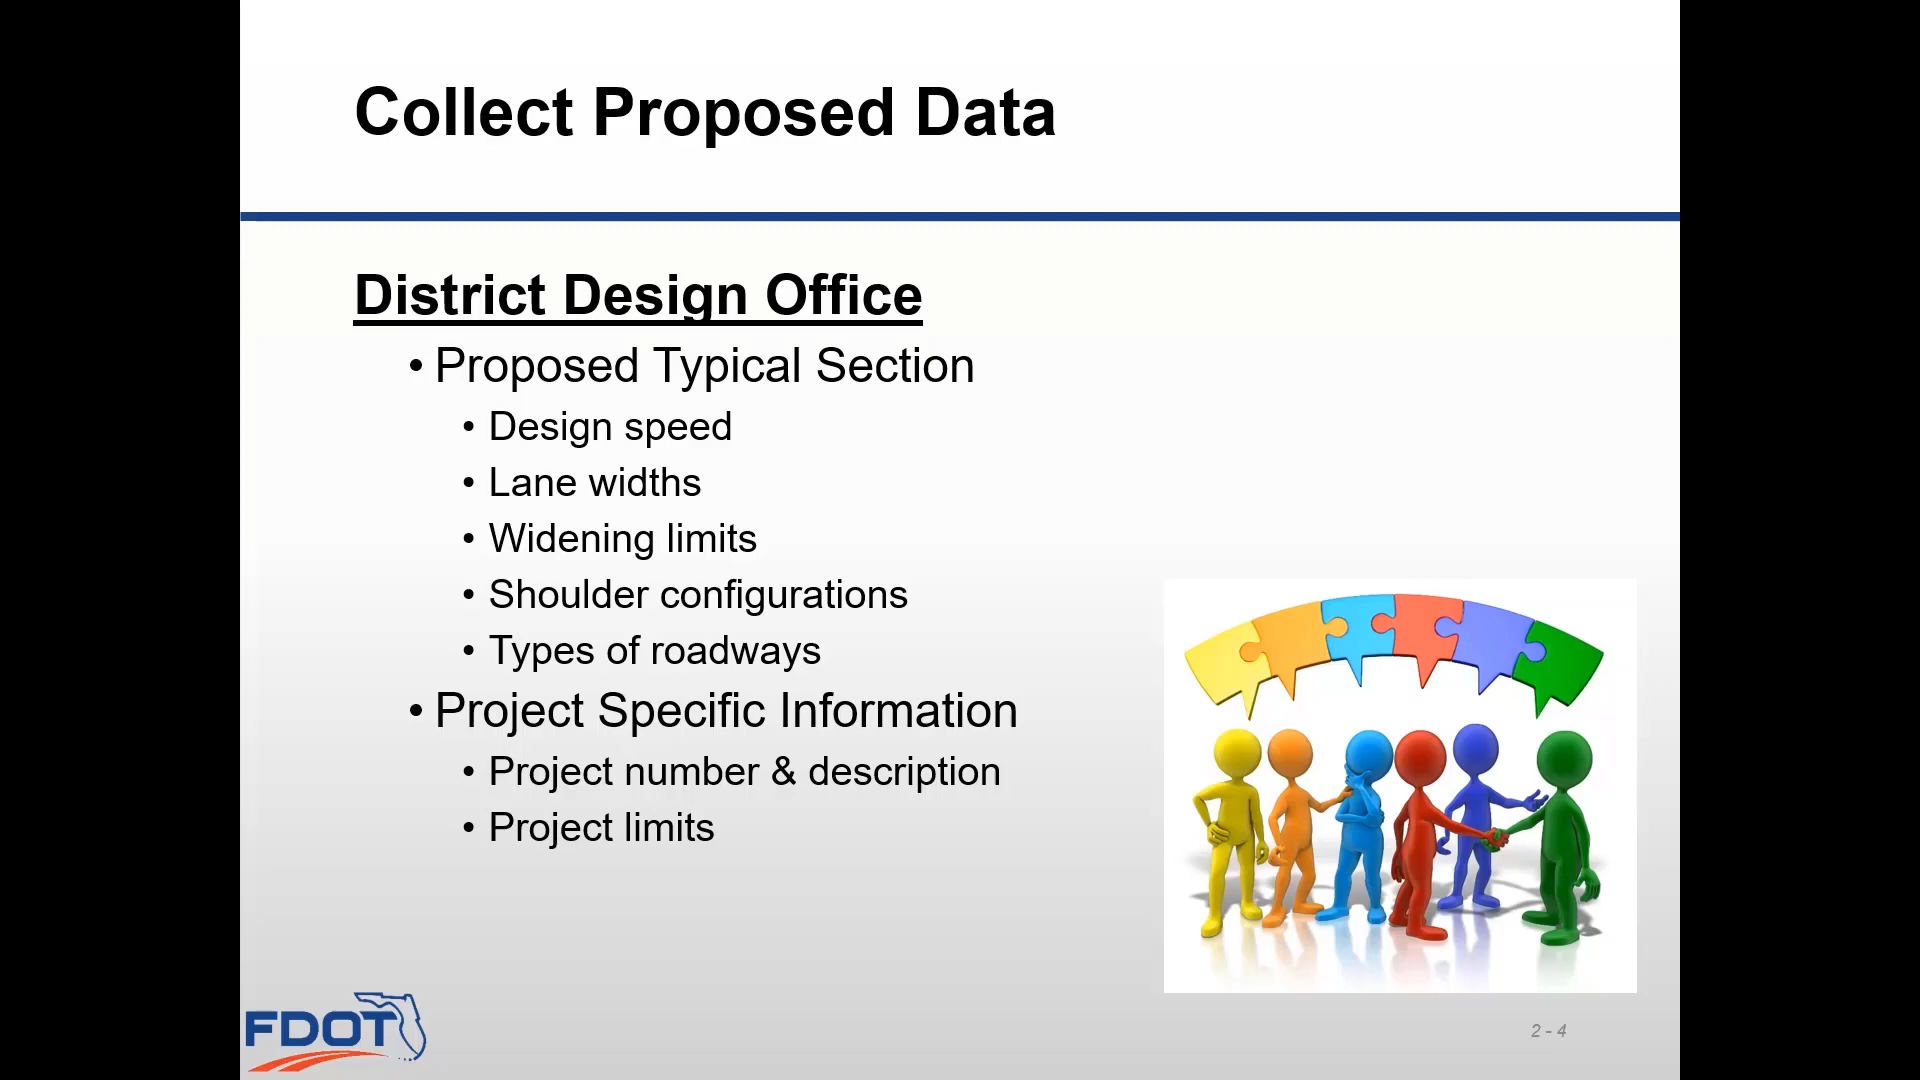 Collect Proposed Data
District Design Office
• Proposed Typical Section
• Design speed
• Lane widths
• Widening limits
• Shoulder configurations
• Types of roadways
• Project Specific Information
• Project number & description
• Project limits
FDOT
2 - 4